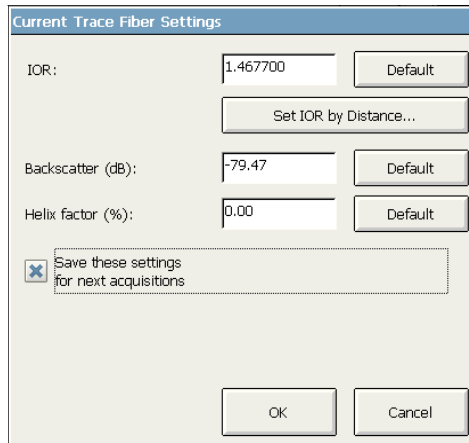 Current Trace Fiber Settings
IOR: 1.467700 Default
Set IOR by Distance...
Backscatter (dB): -79.47 Default
Helix factor (%): 0.00 Default
Save these settings
for next acquisitions
OK Cancel